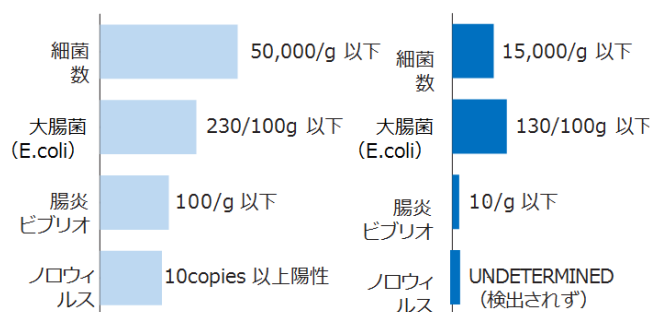 細菌
数
50,000/g 以下
大腸菌
（E.coli）
230/100g 以下
腸炎
ビブリオ
100/g 以下
ノロウィ
ルス
10copies 以上陽性
細菌
数
15,000/g 以下
大腸菌
（E.coli）
130/100g 以下
腸炎
ビブリオ
10/g 以下
ノロウィ
ルス
UNDETERMINED
（検出されず）